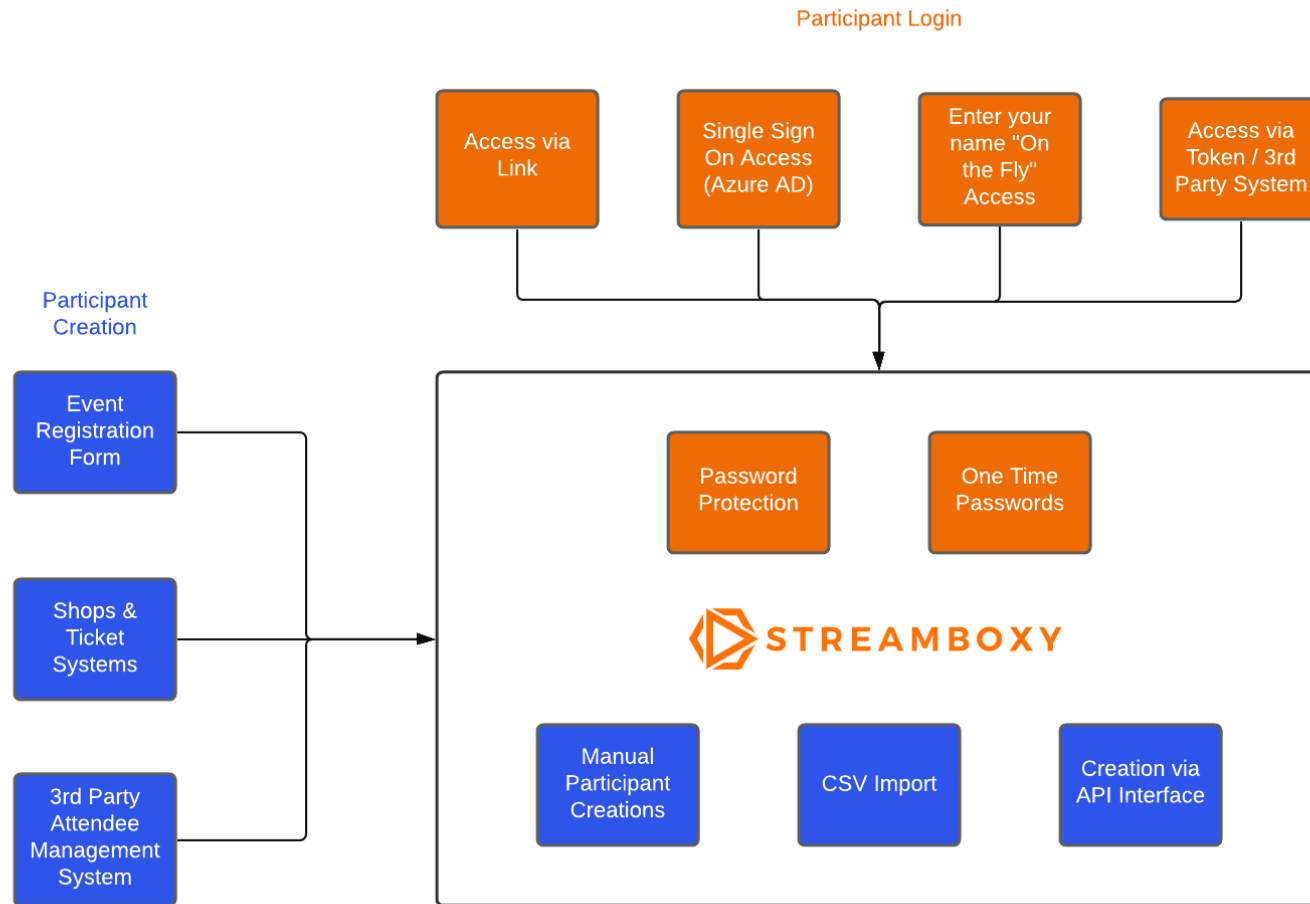 Participant Login
Access via
Link
Single Sign
On Access
(Azure AD)
Enter your
name "On
the Fly"
Access
Access via
Token / 3rd
Party System
Participant
Creation
Event
Registration
Form
Shops &
Ticket
Systems
3rd Party
Attendee
Management
System
Password
Protection
One Time
Passwords
STREAMBOXY
Manual
Participant
Creations
CSV Import
Creation via
API Interface